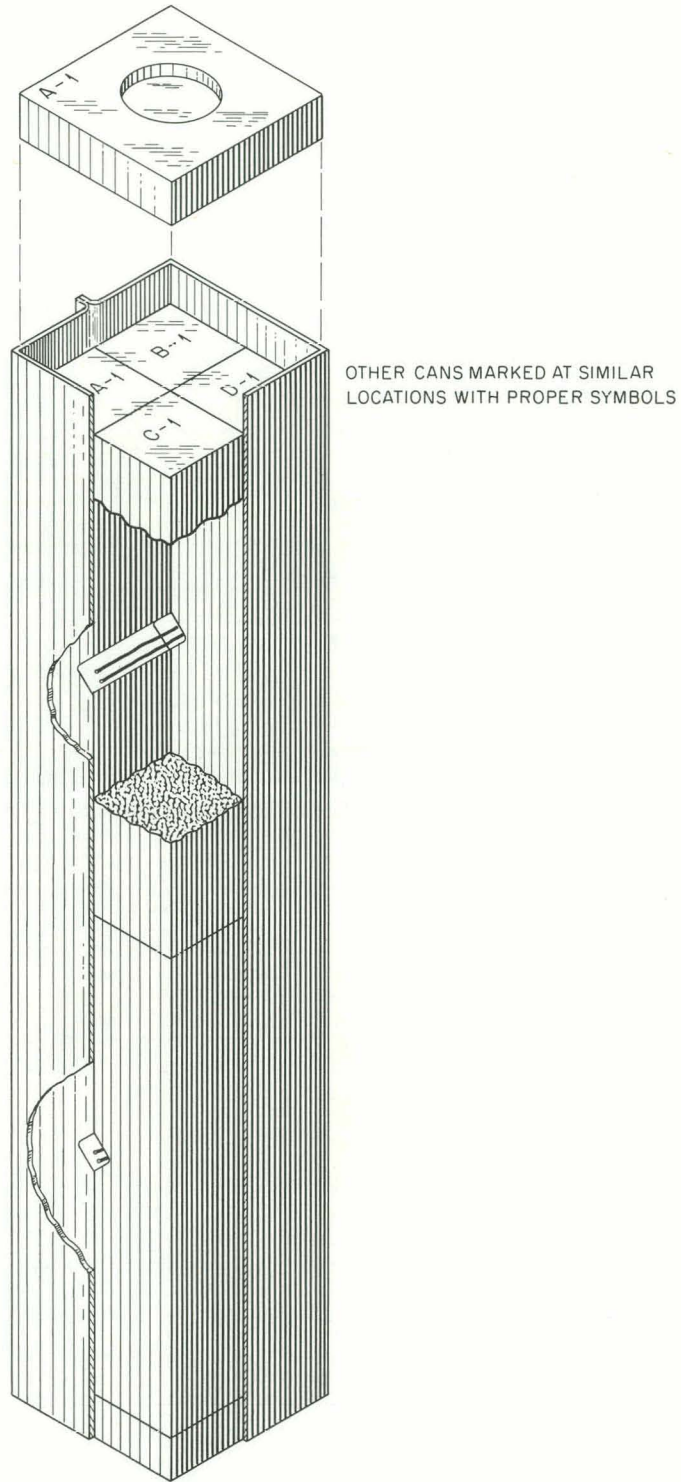 A-1
B-1
A-1
D-1
C-1
OTHER CANS MARKED AT SIMILAR
LOCATIONS WITH PROPER SYMBOLS